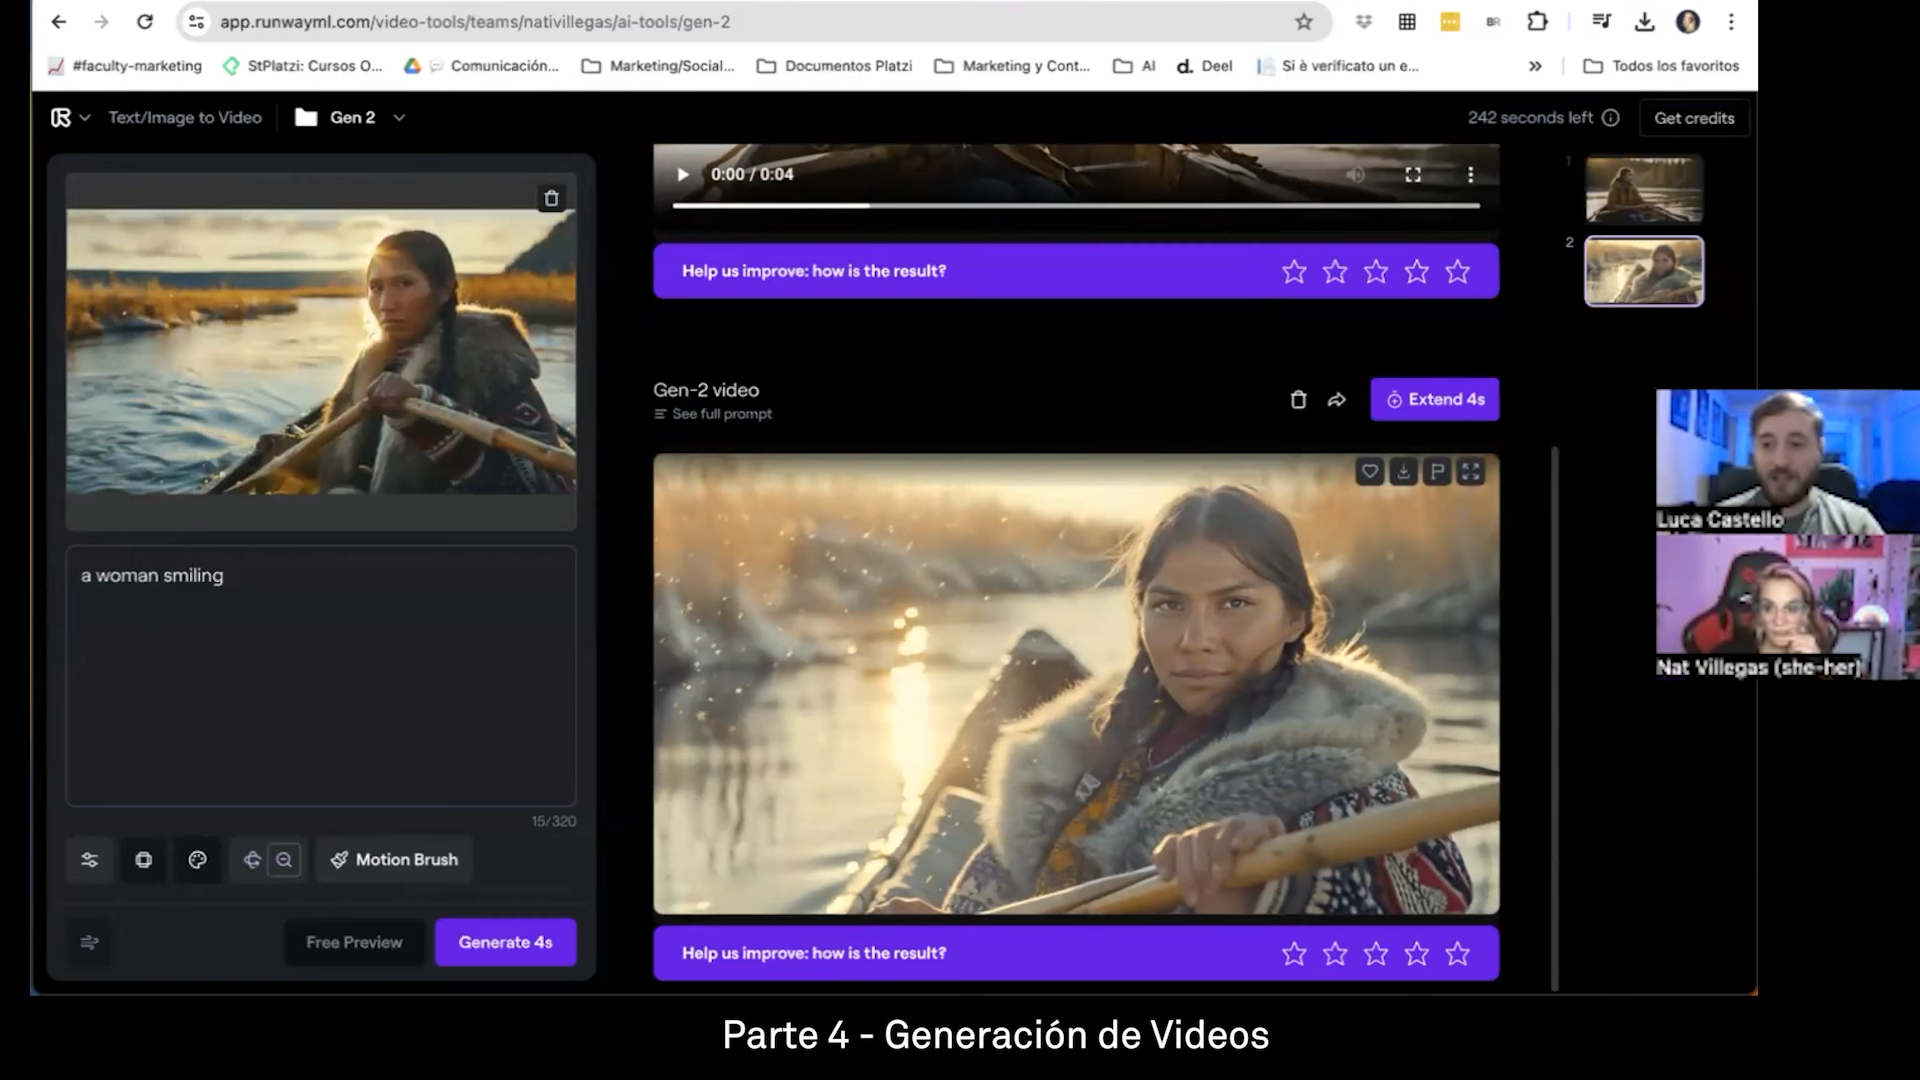 app.runwayml.com/video-tools/teams/nativillegas/ai-tools/gen-2
BR
#faculty-marketing
StPlatzi: Cursos O...
Comunicación...
Marketing/Social...
Documentos Platzi
Marketing y Cont...
AI
d. Deel
Si è verificato un e...
»
Todos los favoritos
Text/Image to Video
Gen 2
242 seconds left
Get credits
0:00 / 0:04
1
Help us improve: how is the result?
2
Gen-2 video
See full prompt
Extend 4s
a woman smiling
15/320
Motion Brush
Free Preview
Generate 4s
Help us improve: how is the result?
Luca Castello
Nat Villegas (she-her)
Parte 4 - Generación de Videos